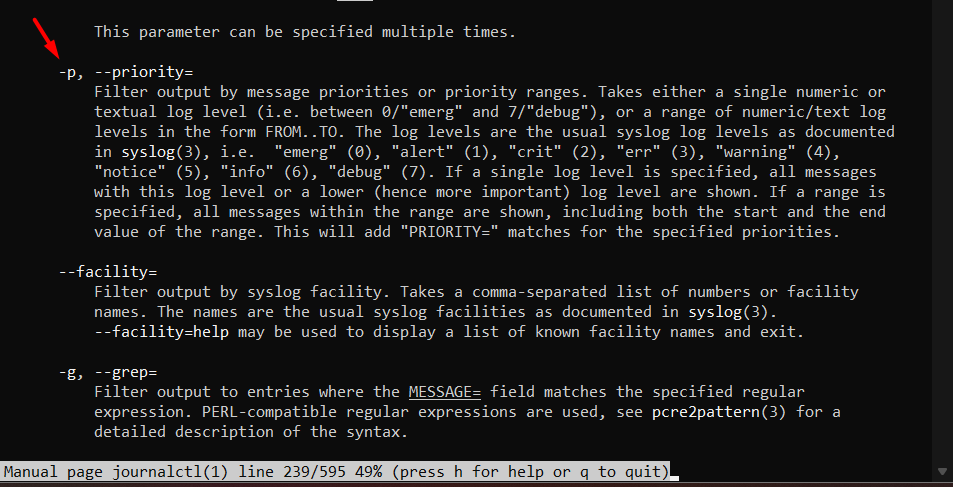 This parameter can be specified multiple times.
-p, --priority=
Filter output by message priorities or priority ranges. Takes either a single numeric or
textual log level (i.e. between 0/"emerg" and 7/"debug"), or a range of numeric/text log
levels in the form FROM..TO. The log levels are the usual syslog log levels as documented
in syslog(3), i.e.  "emerg" (0), "alert" (1), "crit" (2), "err" (3), "warning" (4),
"notice" (5), "info" (6), "debug" (7). If a single log level is specified, all messages
with this log level or a lower (hence more important) log level are shown. If a range is
specified, all messages within the range are shown, including both the start and the end
value of the range. This will add "PRIORITY=" matches for the specified priorities.
--facility=
Filter output by syslog facility. Takes a comma-separated list of numbers or facility
names. The names are the usual syslog facilities as documented in syslog(3).
--facility=help may be used to display a list of known facility names and exit.
-g, --grep=
Filter output to entries where the MESSAGE= field matches the specified regular
expression. PERL-compatible regular expressions are used, see pcre2pattern(3) for a
detailed description of the syntax.
Manual page journalctl(1) line 239/595 49% (press h for help or q to quit)